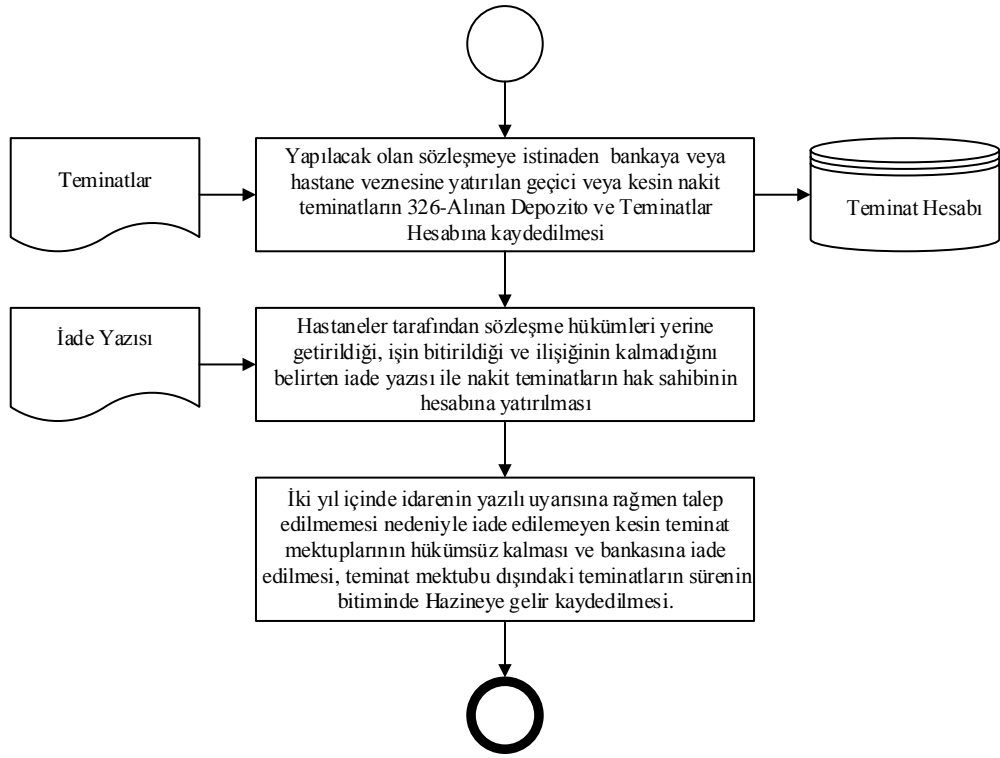 Teminatlar
Yapılacak olan sözleşmeye istinaden bankaya veya
hastane veznesine yatırılan geçici veya kesin nakit
teminatların 326-Alınan Depozito ve Teminatlar
Hesabına kaydedilmesi
Teminat Hesabı
İade Yazısı
Hastaneler tarafından sözleşme hükümleri yerine
getirildiği, işin bitirildiği ve ilişiğinin kalmadığını
belirten iade yazısı ile nakit teminatların hak sahibinin
hesabına yatırılması
İki yıl içinde idarenin yazılı uyarısına rağmen talep
edilmemesi nedeniyle iade edilemeyen kesin teminat
mektuplarının hükümsüz kalması ve bankasına iade
edilmesi, teminat mektubu dışındaki teminatların sürenin
bitiminde Hazineye gelir kaydedilmesi.